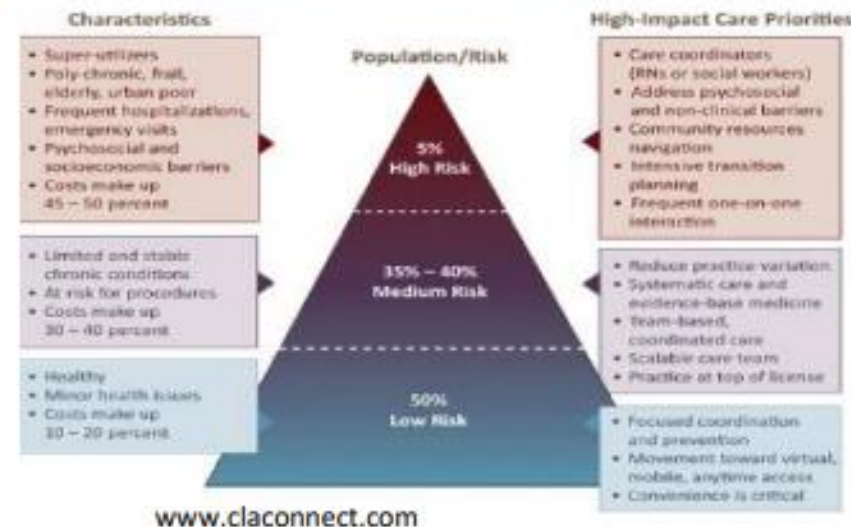 Characteristics
• Super-utilizers
• Poly-chronic, frail,
elderly, urban poor
• Frequent hospitalizations,
emergency visits
• Psychosocial and
socioeconomic barriers
• Costs make up
45 – 50 percent
• Limited and stable
chronic conditions
• At risk for procedures
• Costs make up
30 – 40 percent
• Healthy
• Minor health issues
• Costs make up
10 – 20 percent
Population/Risk
5%
High Risk
35% – 40%
Medium Risk
50%
Low Risk
High-Impact Care Priorities
• Care coordinators
(RNs or social workers)
• Address psychosocial
and non-clinical barriers
• Community resources
navigation
• Intensive transition
planning
• Frequent one-on-one
interaction
• Reduce practice variation
• Systematic care and
evidence-base medicine
• Team-based,
coordinated care
• Scalable care team
• Practice at top of license
• Focused coordination
and prevention
• Movement toward virtual,
mobile, anytime access
• Convenience is critical
www.claconnect.com